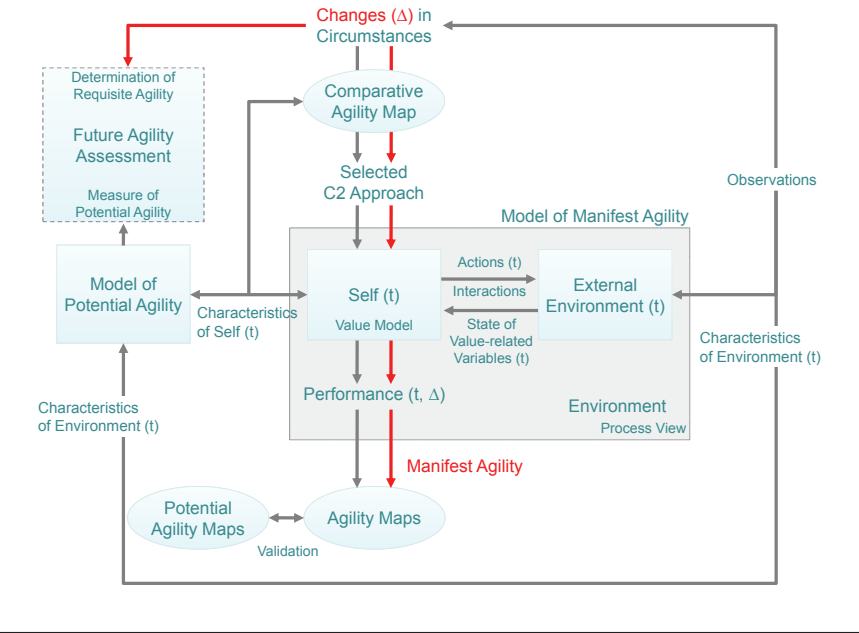 Changes (Δ) in
Circumstances
Determination of
Requisite Agility
Future Agility
Assessment
Measure of
Potential Agility
Comparative
Agility Map
Selected
C2 Approach
Observations
Model of Manifest Agility
Model of
Potential Agility
Characteristics
of Self (t)
Self (t)
Value Model
Actions (t)
Interactions
State of
Value-related
Variables (t)
External
Environment (t)
Characteristics
of Environment (t)
Performance (t, Δ)
Environment
Process View
Characteristics
of Environment (t)
Manifest Agility
Potential
Agility Maps
Agility Maps
Validation